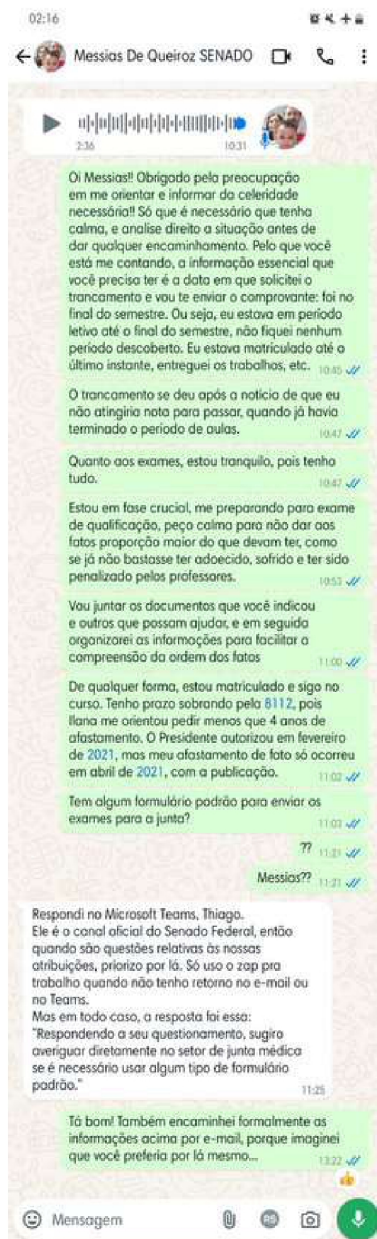 02:16
Messias De Queiroz SENADO
2:36
10:31
Oi Messias!! Obrigado pela preocupação
em me orientar e informar da celeridade
necessária!! Só que é necessário que tenha
calma, e analise direito a situação antes de
dar qualquer encaminhamento. Pelo que você
está me contando, a informação essencial que
você precisa ter é a data em que solicitei o
trancamento e vou te enviar o comprovante: foi no
final do semestre. Ou seja, eu estava em período
letivo até o final do semestre, não fiquei nenhum
período descoberto. Eu estava matriculado até o
último instante, entreguei os trabalhos, etc. 10:45
O trancamento se deu após a notícia de que eu
não atingiria nota para passar, quando já havia
terminado o período de aulas. 10:47
Quanto aos exames, estou tranquilo, pois tenho
tudo. 10:47
Estou em fase crucial, me preparando para exame
de qualificação, peço calma para não dar aos
fatos proporção maior do que devam ter, como
se já não bastasse ter adoecido, sofrido e ter sido
penalizado pelos professores. 10:53
Vou juntar os documentos que você indicou
e outros que possam ajudar, e em seguida
organizarei as informações para facilitar a
compreensão da ordem dos fatos 11:00
De qualquer forma, estou matriculado e sigo no
curso. Tenho prazo sobrando pela 8112, pois
Ilana me orientou pedir menos que 4 anos de
afastamento. O Presidente autorizou em fevereiro
de 2021, mas meu afastamento de fato só ocorreu
em abril de 2021, com a publicação. 11:02
Tem algum formulário padrão para enviar os
exames para a junta? 11:03
?? 11:21
Messias?? 11:21
Respondi no Microsoft Teams, Thiago.
Ele é o canal oficial do Senado Federal, então
quando são questões relativas às nossas
atribuições, priorizo por lá. Só uso o zap pra
trabalho quando não tenho retorno no e-mail ou
no Teams.
Mas em todo caso, a resposta foi essa:
"Respondendo a seu questionamento, sugiro
averiguar diretamente no setor de junta médica
se é necessário usar algum tipo de formulário
padrão." 11:25
Tá bom! Também encaminhei formalmente as
informações acima por e-mail, porque imaginei
que você preferia por lá mesmo... 13:22
Mensagem